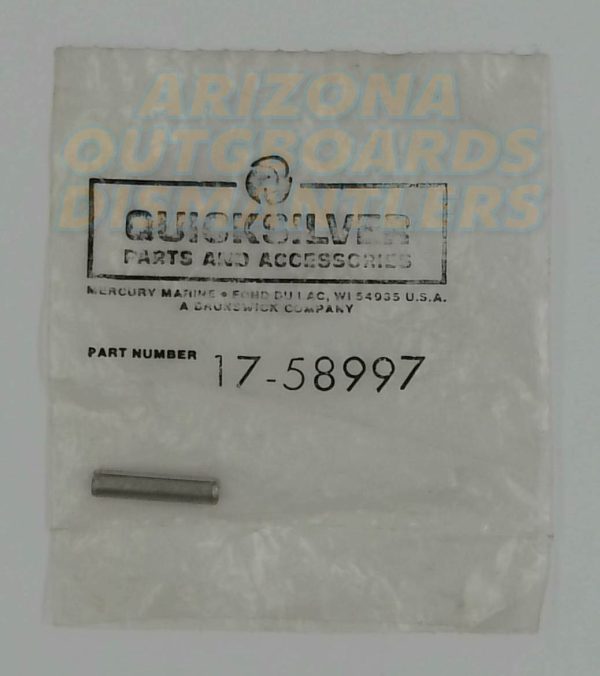 ARIZONA
OUTGBOARDS
DISMANTLERS
QUICKSILVER
PARTS AND ACCESSORIES
MERCURY MARINE • FOND DU LAC, WI 54935 U.S.A.
A BRUNSWICK COMPANY
PART NUMBER 17-58997